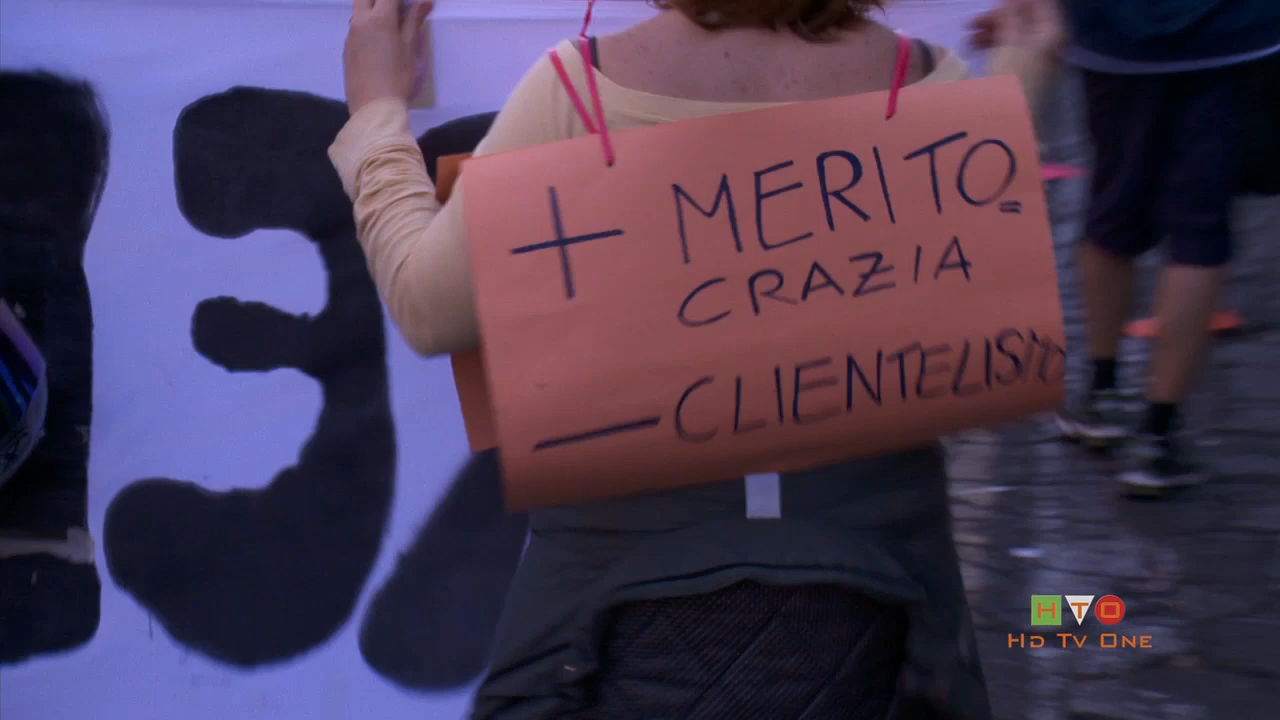 + MERITO=
CRAZIA
- CLIENTELISMO
HTO
HD TV ONE